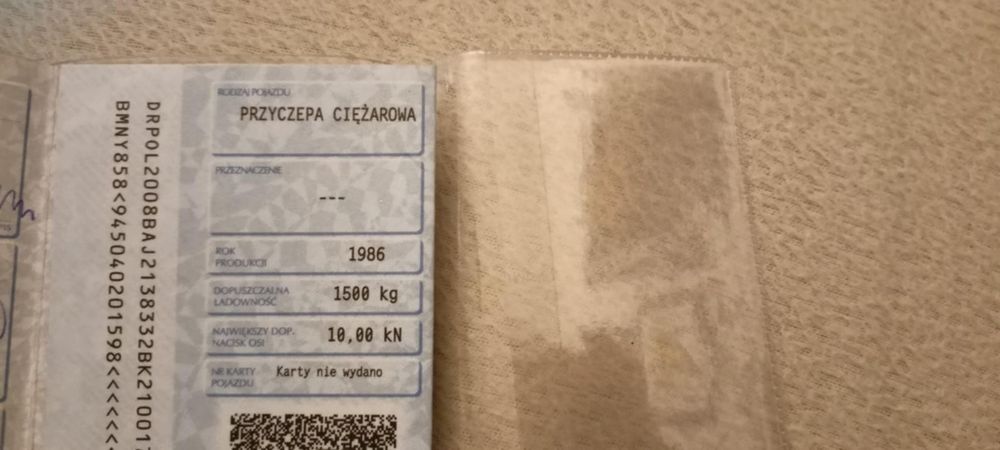 RODZAJ POJAZDU
PRZYCZEPA CIĘŻAROWA
PRZEZNACZENIE
---
ROK
PRODUKCJI
1986
DOPUSZCZALNA
ŁADOWNOŚĆ
1500 kg
NAJWIĘKSZY DOP.
NACISK OSI
10,00 kN
NR KARTY
POJAZDU
Karty nie wydano
DRPOL2008BAJ2138332BK21001
BMNY858<945040201598<<<<<<